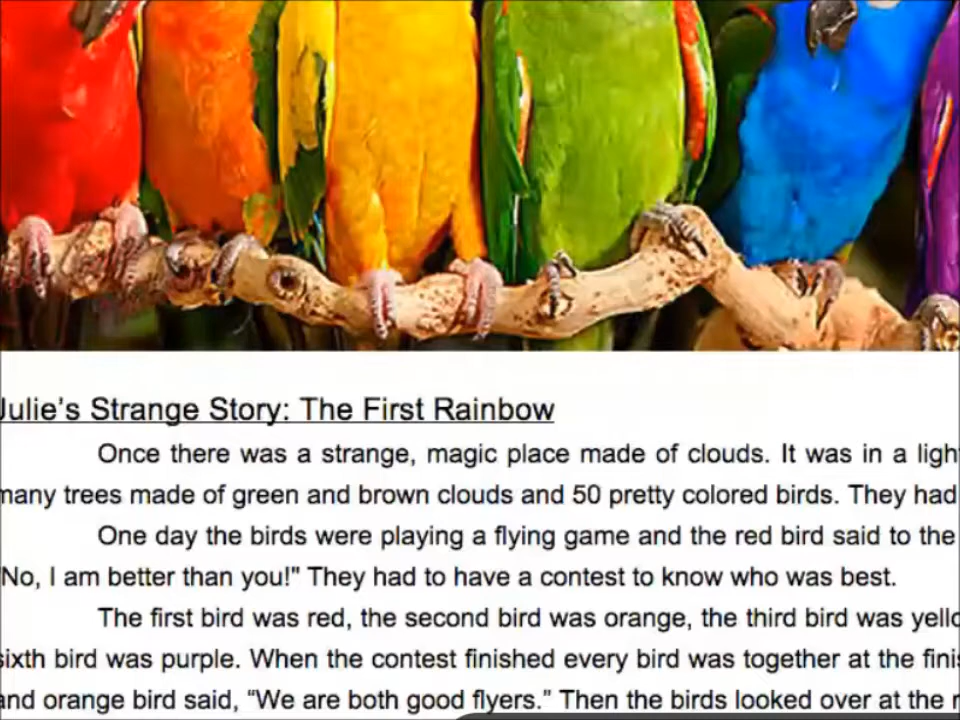 Julie's Strange Story: The First Rainbow
Once there was a strange, magic place made of clouds. It was in a
many trees made of green and brown clouds and 50 pretty colored birds. They had
One day the birds were playing a flying game and the red bird said to the
"No, I am better than you!" They had to have a contest to know who was best.
The first bird was red, the second bird was orange, the third bird was
sixth bird was purple. When the contest finished every bird was together at the
and orange bird said, “We are both good flyers.” Then the birds looked over at the